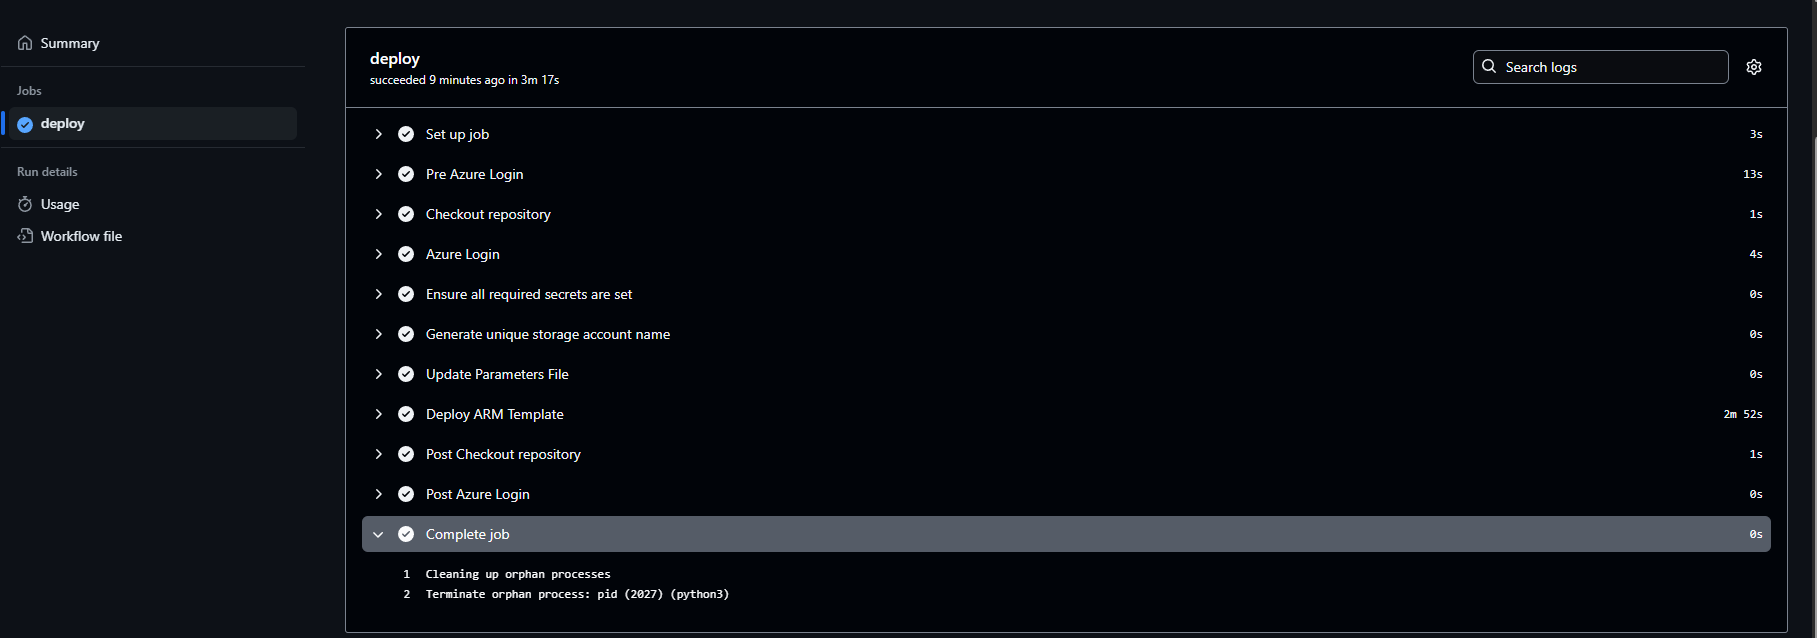 Summary
Jobs
deploy
Run details
Usage
Workflow file
deploy
succeeded 9 minutes ago in 3m 17s
Search logs
Set up job 3s
Pre Azure Login 13s
Checkout repository 1s
Azure Login 4s
Ensure all required secrets are set 0s
Generate unique storage account name 0s
Update Parameters File 0s
Deploy ARM Template 2m 52s
Post Checkout repository 1s
Post Azure Login 0s
Complete job 0s
1 Cleaning up orphan processes
2 Terminate orphan process: pid (2027) (python3)